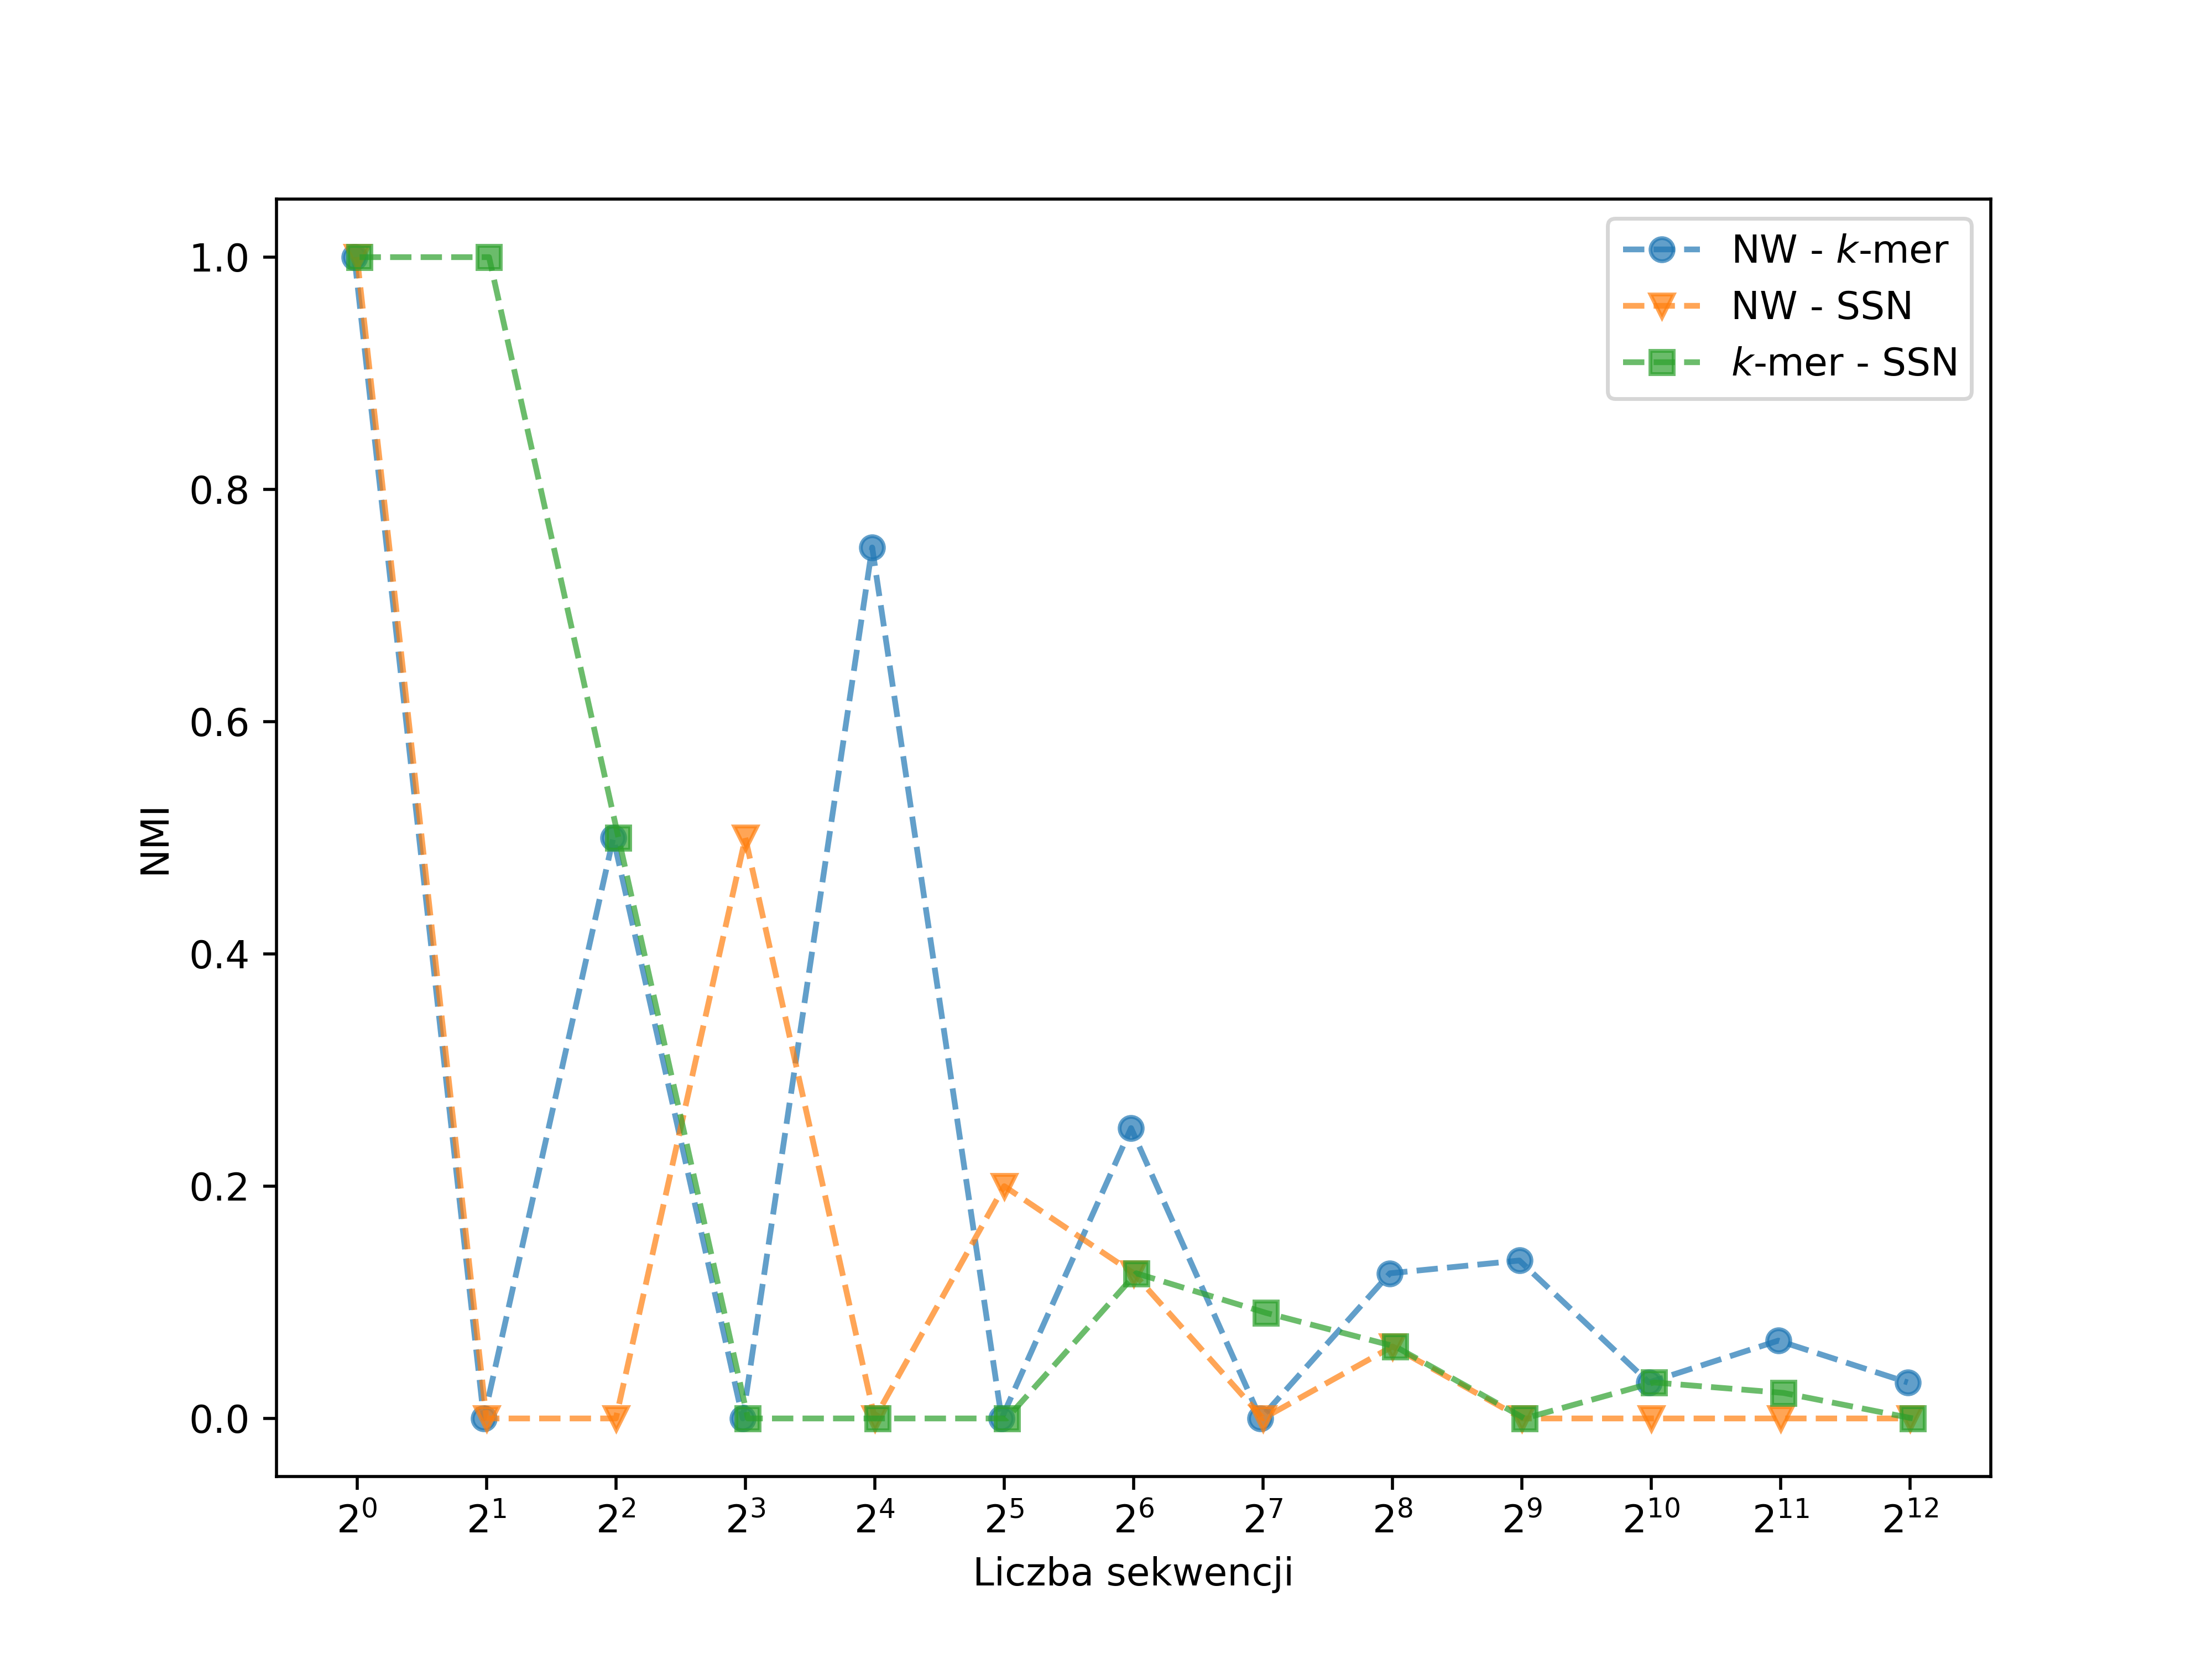 NW - k-mer
NW - SSN
k-mer - SSN
1.0
0.8
0.6
0.4
0.2
0.0
NMI
2⁰ 2¹ 2² 2³ 2⁴ 2⁵ 2⁶ 2⁷ 2⁸ 2⁹ 2¹⁰ 2¹¹ 2¹²
Liczba sekwencji